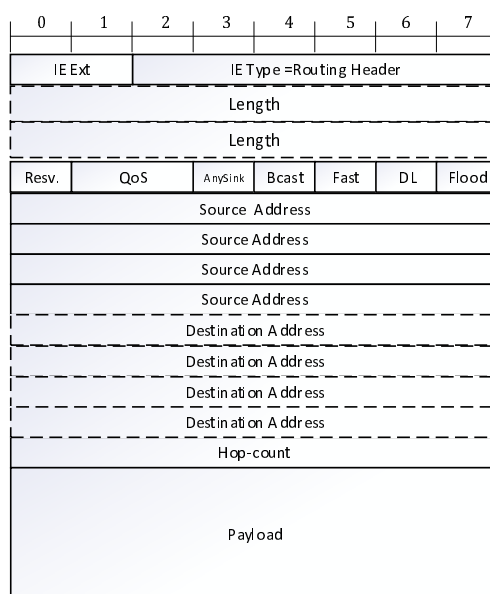 0 1 2 3 4 5 6 7
IE Ext IE Type =Routing Header
Length
Length
Resv. QoS AnySink Bcast Fast DL Flood
Source Address
Source Address
Source Address
Source Address
Destination Address
Destination Address
Destination Address
Destination Address
Hop-count
Payload